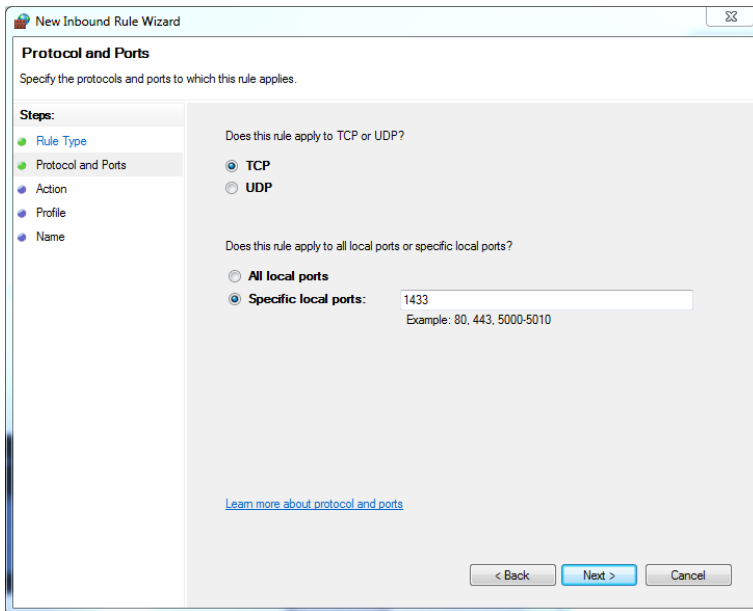 New Inbound Rule Wizard
Protocol and Ports
Specify the protocols and ports to which this rule applies.
Steps:
Rule Type
Protocol and Ports
Action
Profile
Name
Does this rule apply to TCP or UDP?
TCP
UDP
Does this rule apply to all local ports or specific local ports?
All local ports
Specific local ports: 1433
Example: 80, 443, 5000-5010
Learn more about protocol and ports
< Back Next > Cancel